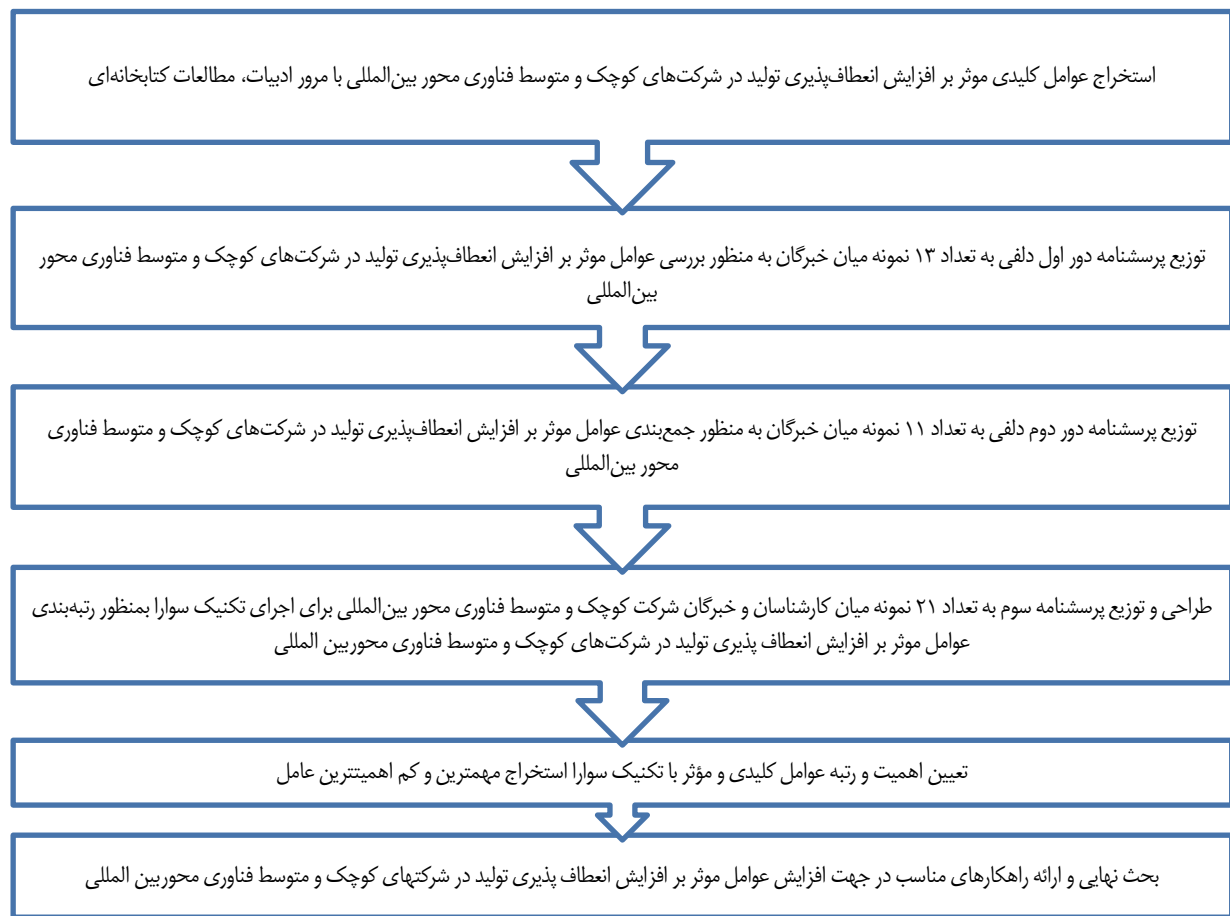 استخراج عوامل کلیدی موثر بر افزایش انعطاف‌پذیری تولید در شرکت‌های کوچک و متوسط فناوری محور بین‌المللی با مرور ادبیات، مطالعات کتابخانه‌ای
توزیع پرسشنامه دور اول دلفی به تعداد ۱۳ نمونه میان خبرگان به منظور بررسی عوامل موثر بر افزایش انعطاف‌پذیری تولید در شرکت‌های کوچک و متوسط فناوری محور
بین‌المللی
توزیع پرسشنامه دور دوم دلفی به تعداد ۱۱ نمونه میان خبرگان به منظور جمع‌بندی عوامل موثر بر افزایش انعطاف‌پذیری تولید در شرکت‌های کوچک و متوسط فناوری
محور بین‌المللی
طراحی و توزیع پرسشنامه سوم به تعداد ۲۱ نمونه میان کارشناسان و خبرگان شرکت کوچک و متوسط فناوری محور بین‌المللی برای اجرای تکنیک سوارا بمنظور رتبه‌بندی
عوامل موثر بر افزایش انعطاف پذیری تولید در شرکت‌های کوچک و متوسط فناوری محوربین المللی
تعیین اهمیت و رتبه عوامل کلیدی و مؤثر با تکنیک سوارا استخراج مهمترین و کم اهمیتترین عامل
بحث نهایی و ارائه راهکارهای مناسب در جهت افزایش عوامل موثر بر افزایش انعطاف پذیری تولید در شرکتهای کوچک و متوسط فناوری محوربین المللی